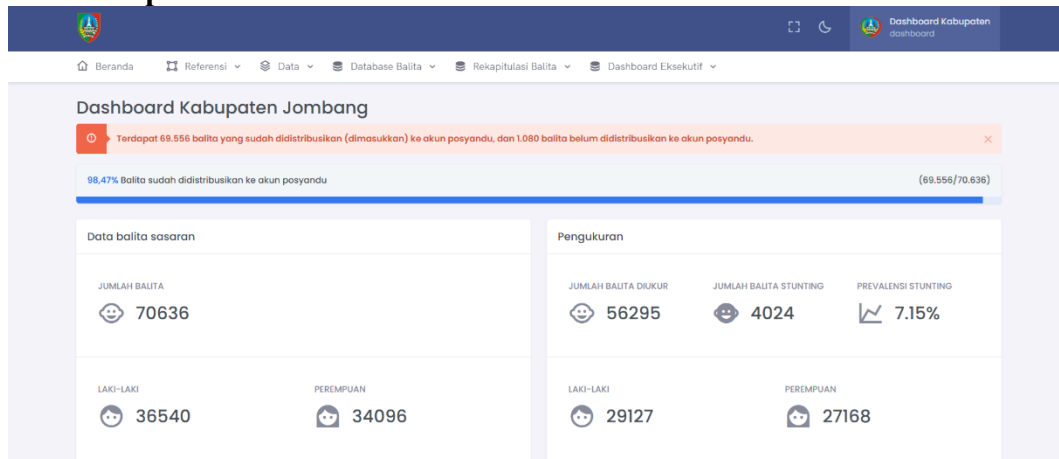 Dashboard Kabupaten
dashboard
Beranda Referensi Data Database Balita Rekapitulasi Balita Dashboard Eksekutif
Dashboard Kabupaten Jombang
Terdapat 69.556 balita yang sudah didistribusikan (dimasukkan) ke akun posyandu, dan 1.080 balita belum didistribusikan ke akun posyandu.
98,47% Balita sudah didistribusikan ke akun posyandu (69.556/70.636)
Data balita sasaran
JUMLAH BALITA
70636
LAKI-LAKI PEREMPUAN
36540 34096
Pengukuran
JUMLAH BALITA DIUKUR JUMLAH BALITA STUNTING PREVALENSI STUNTING
56295 4024 7.15%
LAKI-LAKI PEREMPUAN
29127 27168